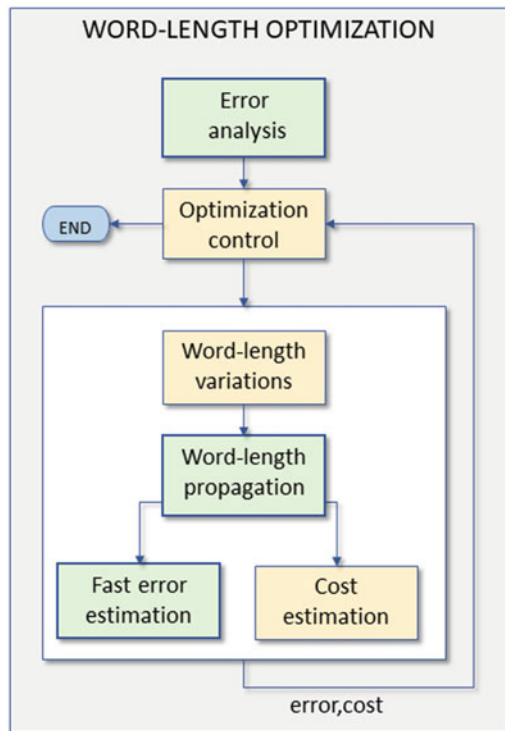 WORD-LENGTH OPTIMIZATION
Error
analysis
Optimization
control
END
Word-length
variations
Word-length
propagation
Fast error
estimation
Cost
estimation
error,cost